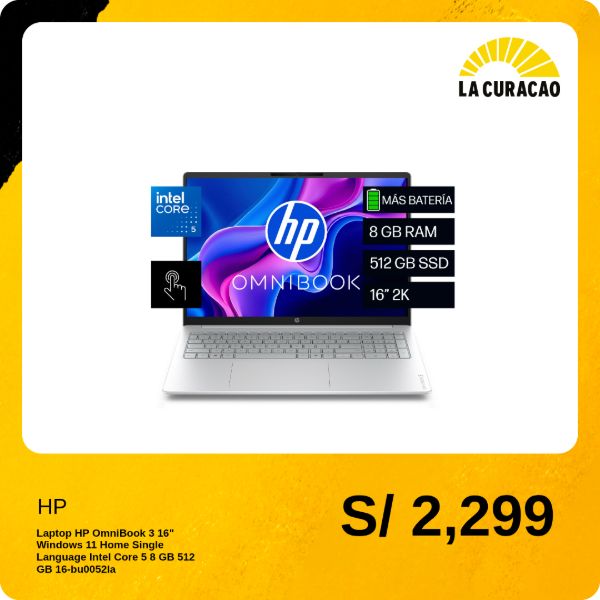 LA CURACAO
intel
CORE
5
MÁS BATERÍA
8 GB RAM
512 GB SSD
16" 2K
hp
OMNIBOOK
HP
S/ 2,299
Laptop HP OmniBook 3 16"
Windows 11 Home Single
Language Intel Core 5 8 GB 512
GB 16-bu0052la